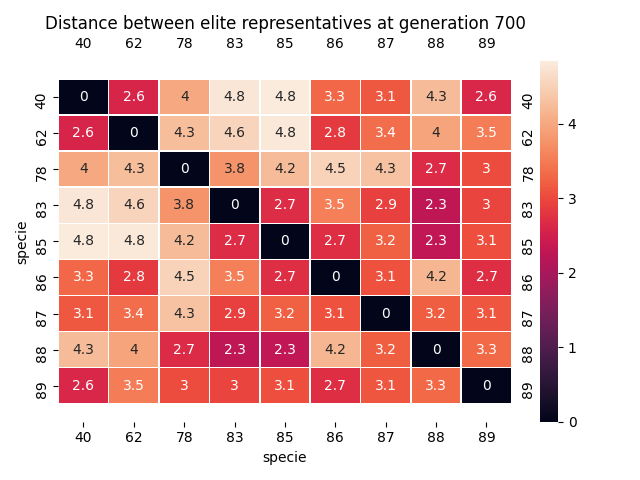 Distance between elite representatives at generation 700
40 62 78 83 85 86 87 88 89
40 0 2.6 4 4.8 4.8 3.3 3.1 4.3 2.6 40
62 2.6 0 4.3 4.6 4.8 2.8 3.4 4 3.5 62
78 4 4.3 0 3.8 4.2 4.5 4.3 2.7 3 78
83 4.8 4.6 3.8 0 2.7 3.5 2.9 2.3 3 83
85 4.8 4.8 4.2 2.7 0 2.7 3.2 2.3 3.1 85
86 3.3 2.8 4.5 3.5 2.7 0 3.1 4.2 2.7 86
87 3.1 3.4 4.3 2.9 3.2 3.1 0 3.2 3.1 87
88 4.3 4 2.7 2.3 2.3 4.2 3.2 0 3.3 88
89 2.6 3.5 3 3 3.1 2.7 3.1 3.3 0 89
40 62 78 83 85 86 87 88 89
specie
specie
4
3
2
1
0